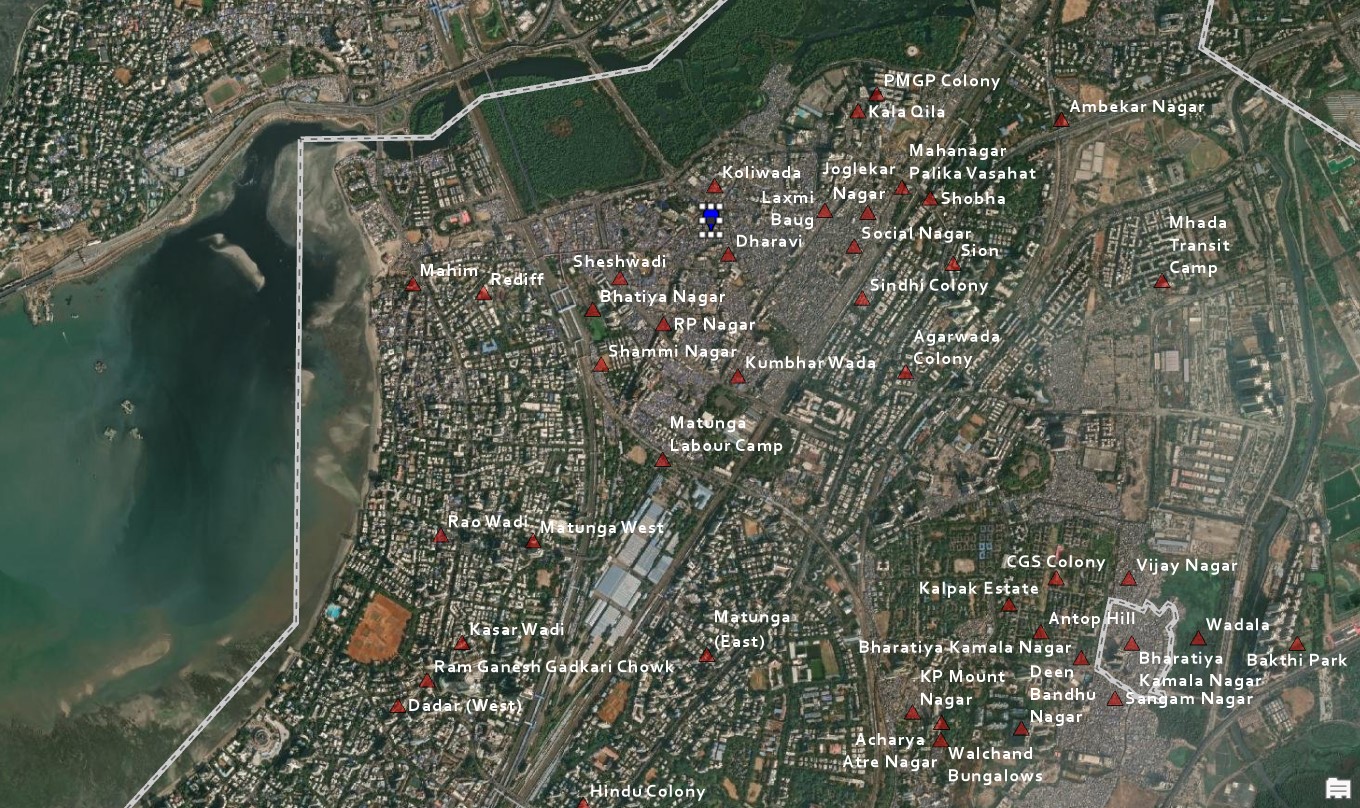 PMGP Colony
Kala Qila
Ambekar Nagar
Mahanagar
Palika Vasahat
Joglekar
Nagar
Koliwada
Laxmi
Baug
Shobha
Mhada
Transit
Camp
Social Nagar
Dharavi
Sion
Sheshwadi
Mahim
Rediff
Sindhi Colony
Bhatiya Nagar
RP Nagar
Agarwada
Colony
Shammi Nagar
Kumbhar Wada
Matunga
Labour Camp
Rao Wadi
Matunga West
CGS Colony
Vijay Nagar
Kalpak Estate
Matunga
(East)
Antop Hill
Wadala
Kasar Wadi
Bharatiya Kamala Nagar
Bharatiya
Kamala Nagar
Bakthi Park
Ram Ganesh Gadkari Chowk
KP Mount
Nagar
Deen
Bandhu
Nagar
Sangam Nagar
Dadar (West)
Acharya
Atre Nagar
Walchand
Bungalows
Hindu Colony